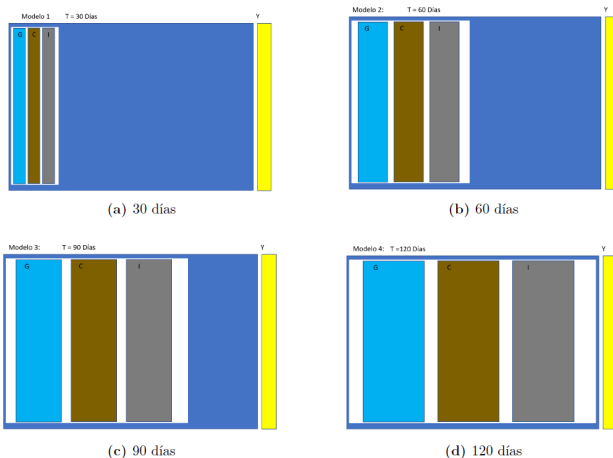 Modelo 1 T = 30 Días Y
G C I
(a) 30 días
Modelo 2: T = 60 Días Y
G C I
(b) 60 días
Modelo 3: T = 90 Días Y
G C I
(c) 90 días
Modelo 4: T =120 Días Y
G C I
(d) 120 días